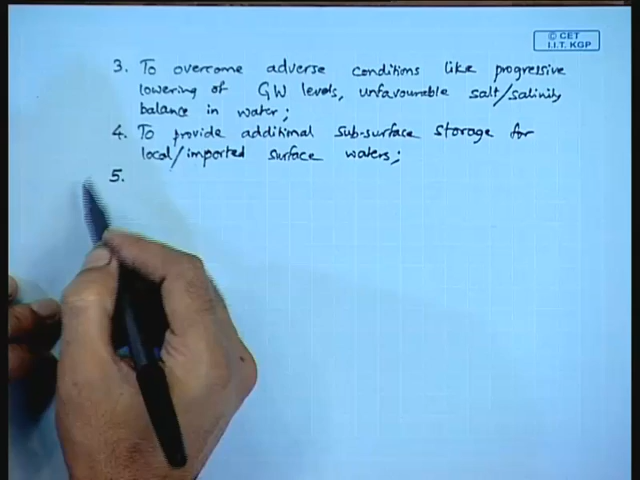 © CET
I.I.T. KGP
3. To overcome adverse conditions like progressive
lowering of GW levels, unfavourable salt/salinity
balance in water;
4. To provide additional sub-surface storage for
local/imported surface waters;
5.